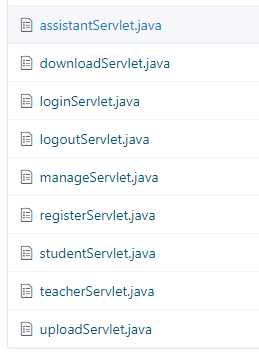 assistantServlet.java
downloadServlet.java
loginServlet.java
logoutServlet.java
manageServlet.java
registerServlet.java
studentServlet.java
teacherServlet.java
uploadServlet.java